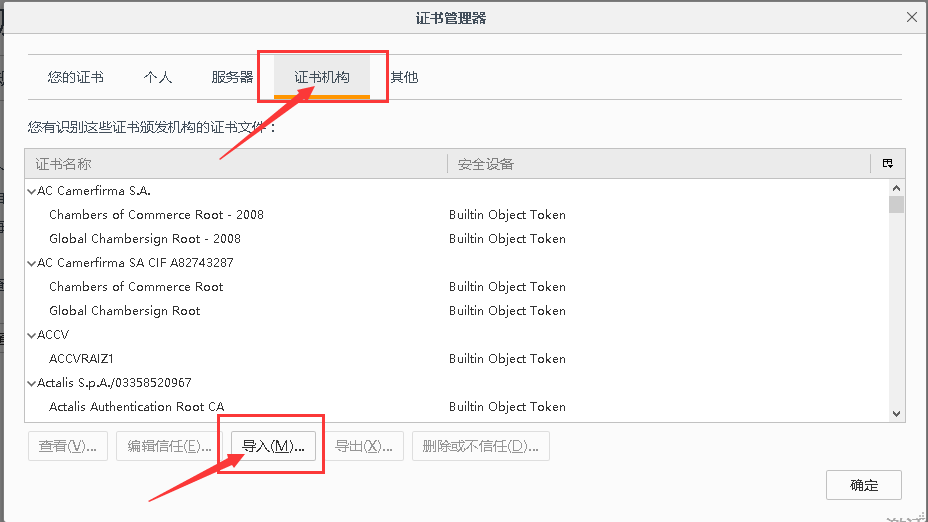 证书管理器
您的证书 个人 服务器 证书机构 其他
您有识别这些证书颁发机构的证书文件：
证书名称 安全设备
AC Camerfirma S.A.
Chambers of Commerce Root - 2008 Builtin Object Token
Global Chambersign Root - 2008 Builtin Object Token
AC Camerfirma SA CIF A82743287
Chambers of Commerce Root Builtin Object Token
Global Chambersign Root Builtin Object Token
ACCV
ACCVRAIZ1 Builtin Object Token
Actalis S.p.A./03358520967
Actalis Authentication Root CA Builtin Object Token
查看(V)... 编辑信任(E)... 导入(M)... 导出(X)... 删除或不信任(D)...
确定